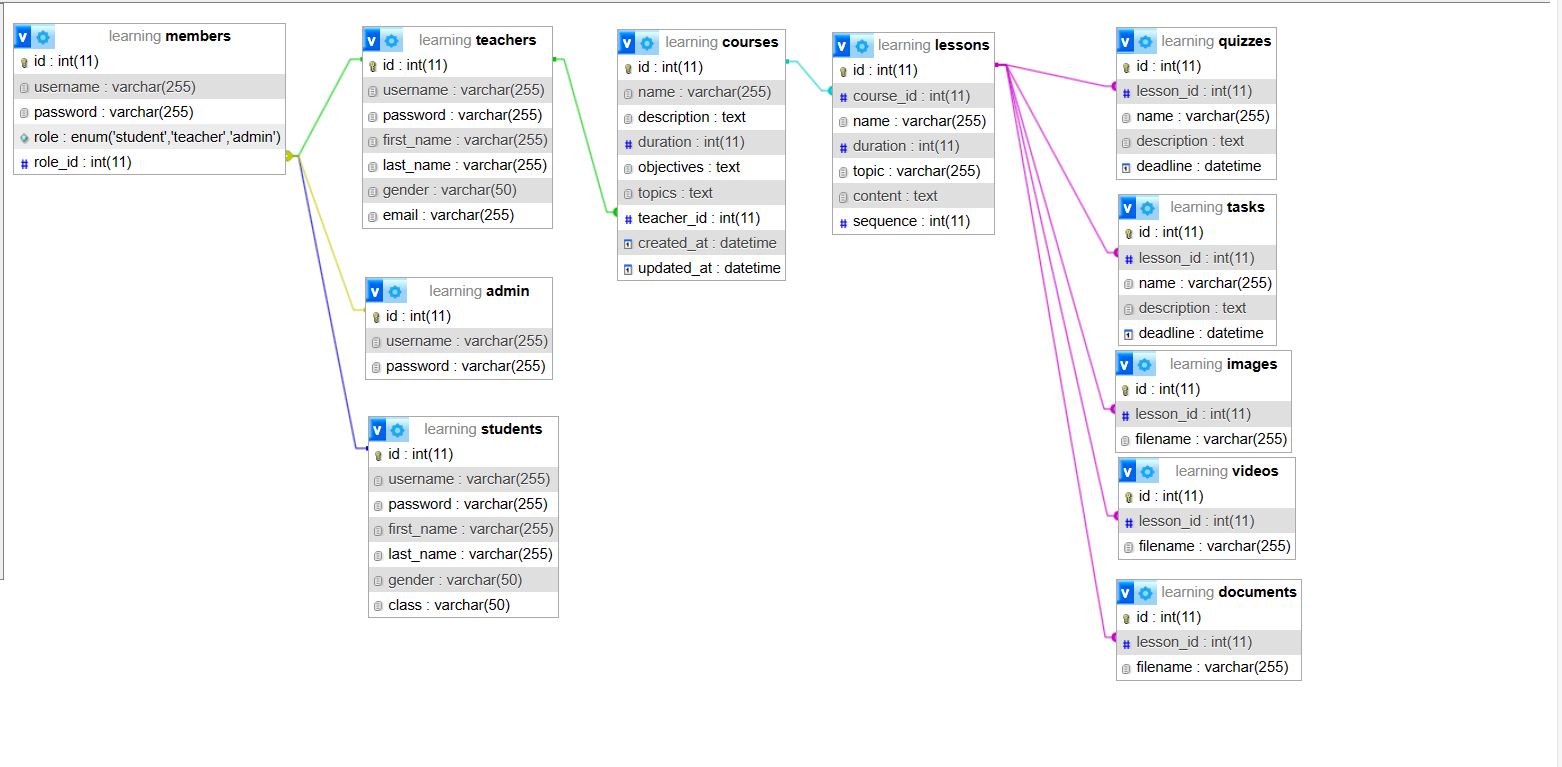 v learning members
id : int(11)
username : varchar(255)
password : varchar(255)
role : enum('student','teacher','admin')
# role_id : int(11)
v learning teachers
id : int(11)
username : varchar(255)
password : varchar(255)
first_name : varchar(255)
last_name : varchar(255)
gender : varchar(50)
email : varchar(255)
v learning admin
id : int(11)
username : varchar(255)
password : varchar(255)
v learning students
id : int(11)
username : varchar(255)
password : varchar(255)
first_name : varchar(255)
last_name : varchar(255)
gender : varchar(50)
class : varchar(50)
v learning courses
id : int(11)
name : varchar(255)
description : text
# duration : int(11)
objectives : text
topics : text
# teacher_id : int(11)
created_at : datetime
updated_at : datetime
v learning lessons
id : int(11)
# course_id : int(11)
name : varchar(255)
# duration : int(11)
topic : varchar(255)
content : text
# sequence : int(11)
v learning quizzes
id : int(11)
# lesson_id : int(11)
name : varchar(255)
description : text
deadline : datetime
v learning tasks
id : int(11)
# lesson_id : int(11)
name : varchar(255)
description : text
deadline : datetime
v learning images
id : int(11)
# lesson_id : int(11)
filename : varchar(255)
v learning videos
id : int(11)
# lesson_id : int(11)
filename : varchar(255)
v learning documents
id : int(11)
# lesson_id : int(11)
filename : varchar(255)